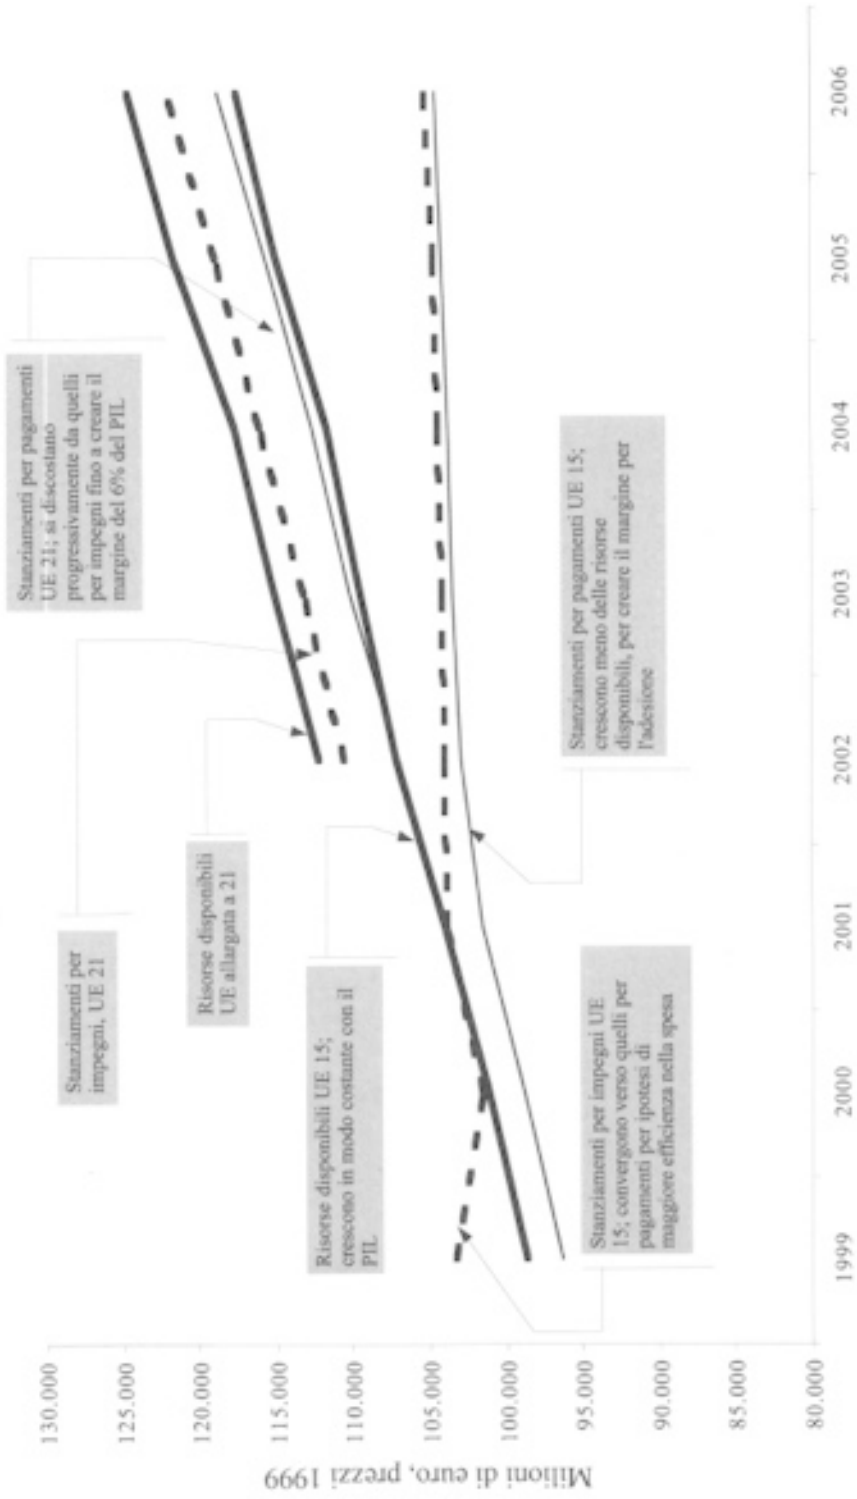 Milioni di euro, prezzi 1999
130.000
125.000
120.000
115.000
110.000
105.000
100.000
95.000
90.000
85.000
80.000
Stanziamenti per
impegni, UE 21
Risorse disponibili
UE allargata a 21
Risorse disponibili UE 15;
crescono in modo costante con il
PIL
Stanziamenti per impegni UE
15; convergono verso quelli per
pagamenti per ipotesi di
maggiore efficienza nella spesa
Stanziamenti per pagamenti
UE 21; si discostano
progressivamente da quelli
per impegni fino a creare il
margine del 6% del PIL
Stanziamenti per pagamenti UE 15;
crescono meno delle risorse
disponibili, per creare il margine per
l'adesione
1999
2000
2001
2002
2003
2004
2005
2006